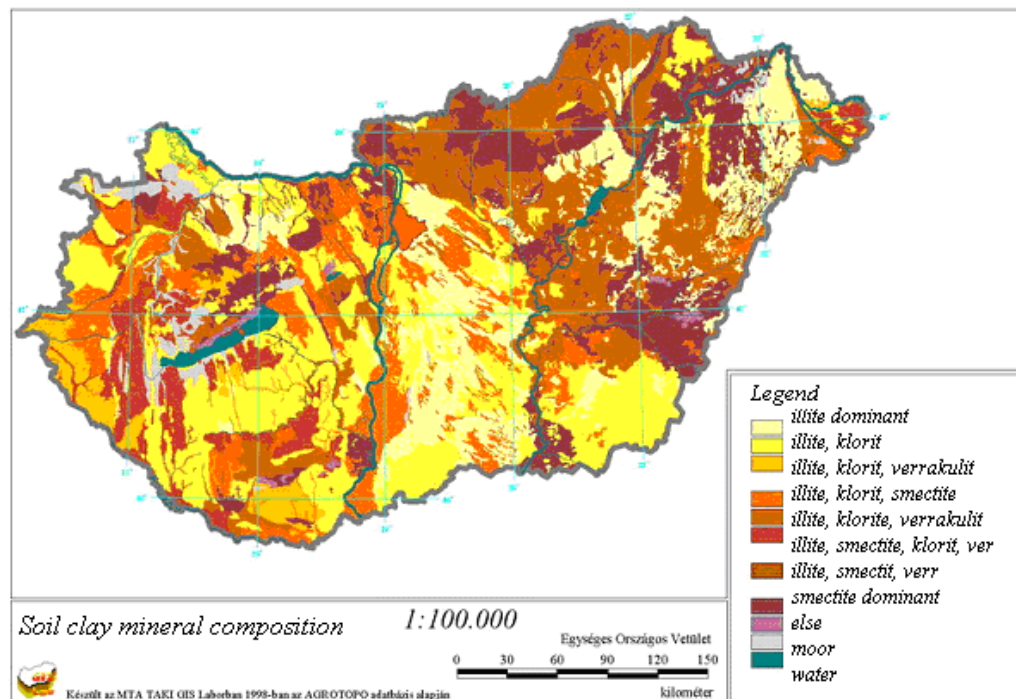 Legend
illite dominant
illite, klorit
illite, klorit, verrakulit
illite, klorit, smectite
illite, klorite, verrakulit
illite, smectite, klorit, ver
illite, smectit, verr
smectite dominant
else
moor
water
Soil clay mineral composition
1:100.000
Egységes Országos Vetület
0 30 60 90 120 150
kilométer
GIS
Készült az MTA TAKI GIS Laborban 1998-ban az AGROTOPO adatbázis alapján